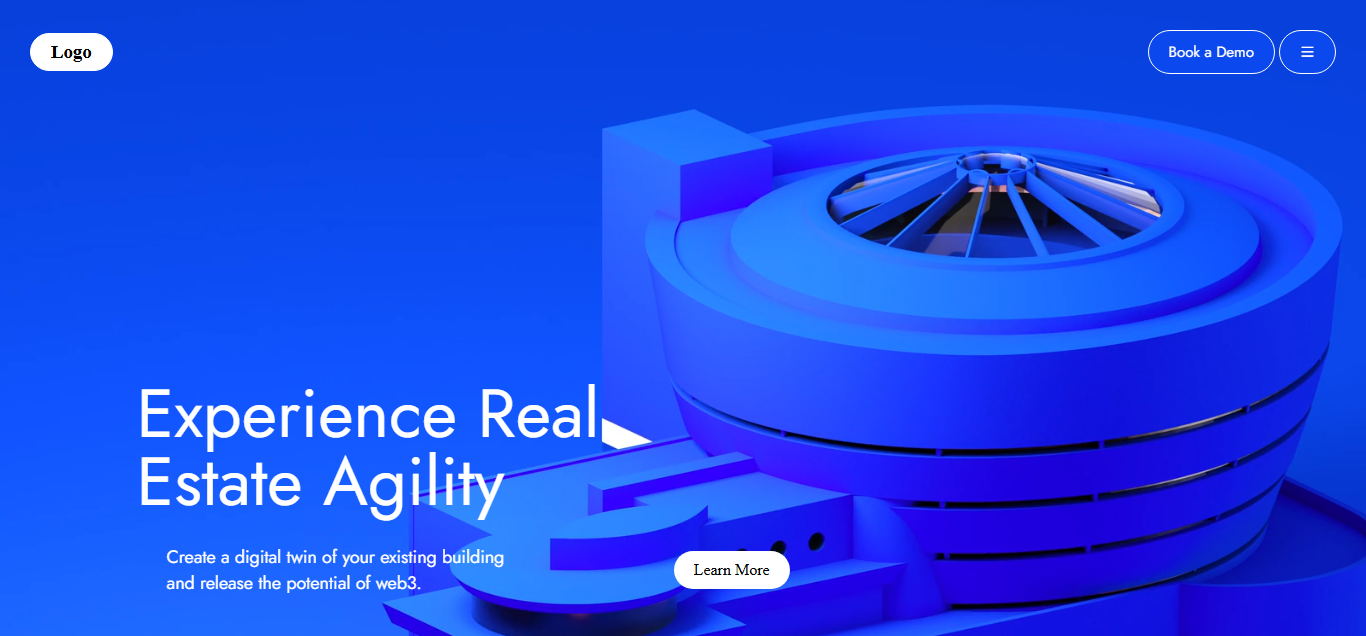 Logo
Book a Demo
Experience Real
Estate Agility
Create a digital twin of your existing building
and release the potential of web3.
Learn More